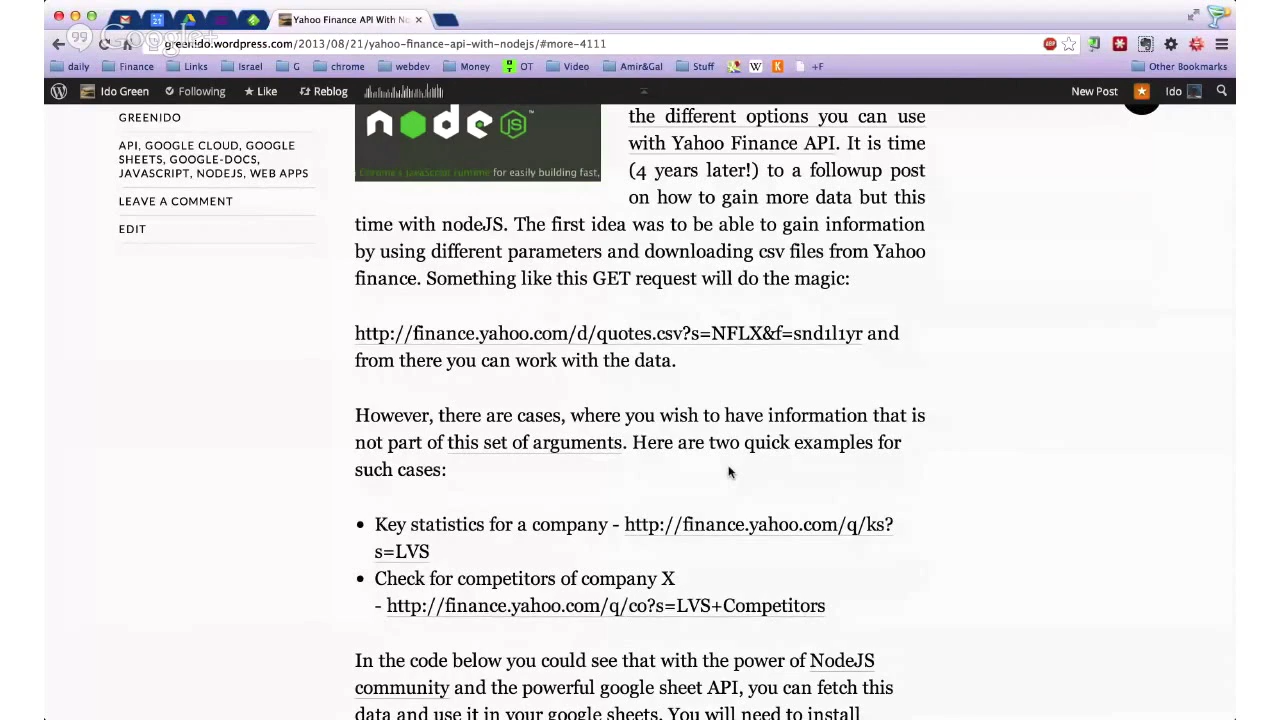 Yahoo Finance API With No
Google+
greenido.wordpress.com/2013/08/21/yahoo-finance-api-with-nodejs/#more-4111
daily Finance Links Israel G chrome webdev Money OT Video Amir&Gal Stuff W K +F Other Bookmarks
Ido Green Following Like Reblog New Post Ido
GREENIDO
API, GOOGLE CLOUD, GOOGLE
SHEETS, GOOGLE-DOCS,
JAVASCRIPT, NODEJS, WEB APPS
LEAVE A COMMENT
EDIT
node JS ™
Chrome's JavaScript runtime for easily building fast,
the different options you can use
with Yahoo Finance API. It is time
(4 years later!) to a followup post
on how to gain more data but this
time with nodeJS. The first idea was to be able to gain information
by using different parameters and downloading csv files from Yahoo
finance. Something like this GET request will do the magic:
http://finance.yahoo.com/d/quotes.csv?s=NFLX&f=snd1l1yr and
from there you can work with the data.
However, there are cases, where you wish to have information that is
not part of this set of arguments. Here are two quick examples for
such cases:
• Key statistics for a company - http://finance.yahoo.com/q/ks?
s=LVS
• Check for competitors of company X
- http://finance.yahoo.com/q/co?s=LVS+Competitors
In the code below you could see that with the power of NodeJS
community and the powerful google sheet API, you can fetch this
data and use it in your google sheets. You will need to install